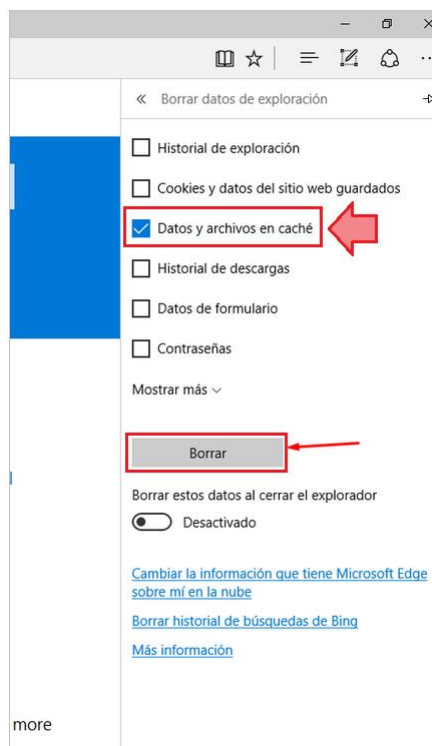 Borrar datos de exploración
Historial de exploración
Cookies y datos del sitio web guardados
Datos y archivos en caché
Historial de descargas
Datos de formulario
Contraseñas
Mostrar más
Borrar
Borrar estos datos al cerrar el explorador
Desactivado
Cambiar la información que tiene Microsoft Edge
sobre mí en la nube
Borrar historial de búsquedas de Bing
Más información
more